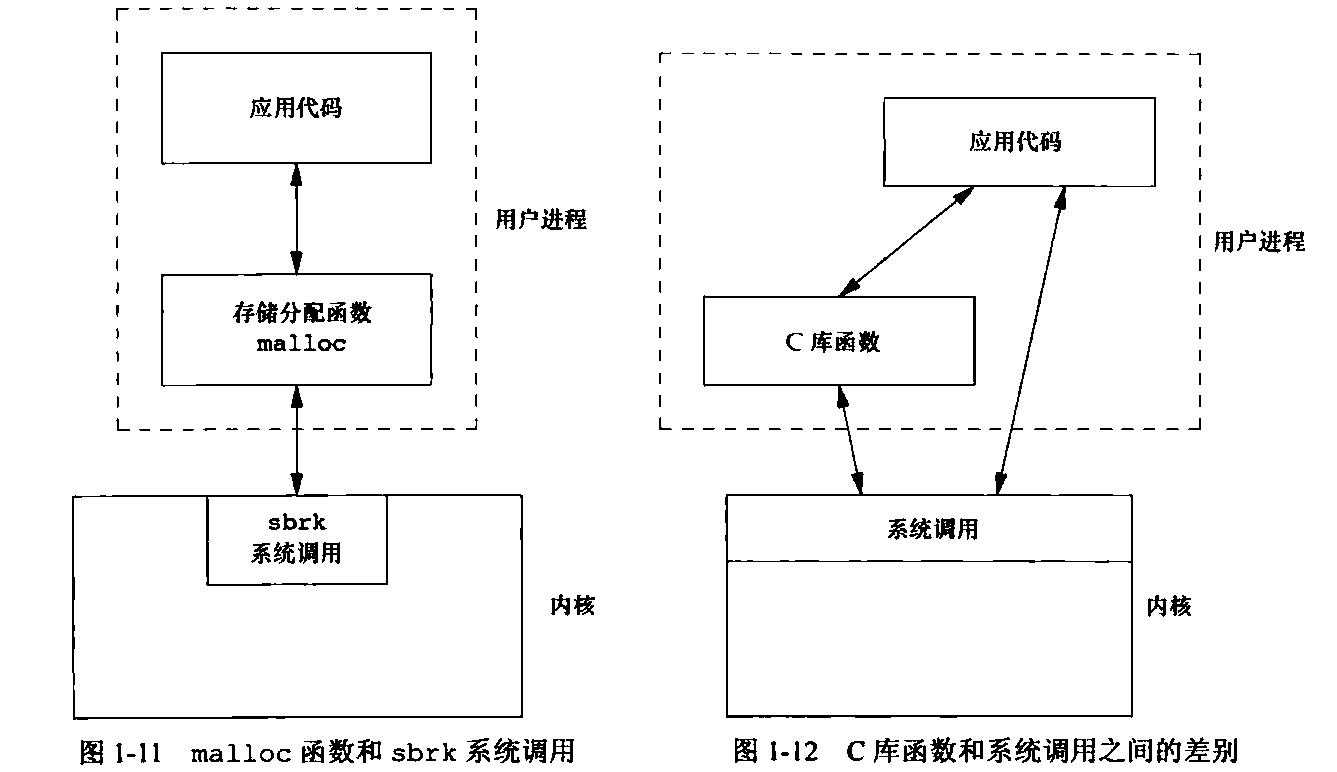 应用代码
用户进程
存储分配函数
malloc
sbrk
系统调用
内核
图 1-11 malloc 函数和 sbrk 系统调用
应用代码
用户进程
C 库函数
系统调用
内核
图 1-12 C 库函数和系统调用之间的差别